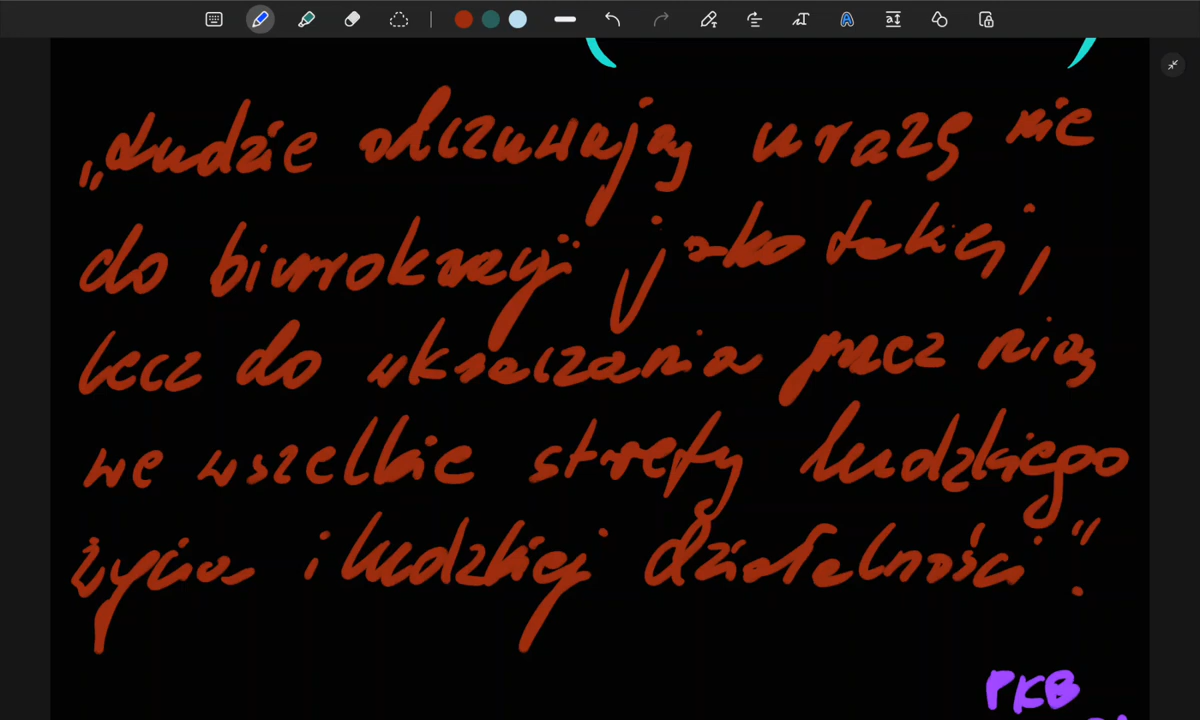 „Ludzie odczuwają urazę nie
do biurokracji jako takiej,
lecz do wkraczania przez nią
we wszelkie strefy ludzkiego
życia i ludzkiej działalności”.
PKB